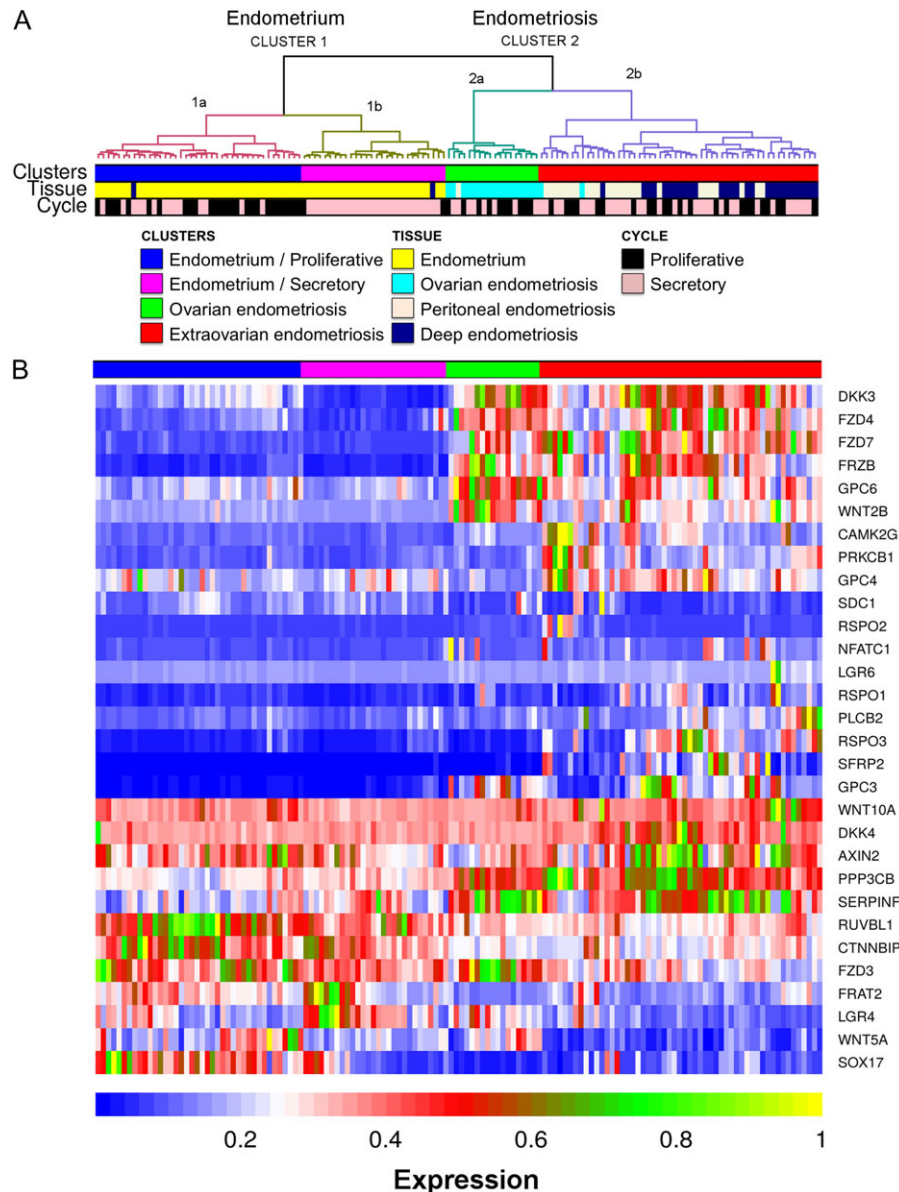 A
Endometrium Endometriosis
CLUSTER 1 CLUSTER 2
2a 2b
1a 1b
Clusters
Tissue
Cycle
CLUSTERS TISSUE CYCLE
Endometrium / Proliferative Endometrium Proliferative
Endometrium / Secretory Ovarian endometriosis Secretory
Ovarian endometriosis Peritoneal endometriosis
Extraovarian endometriosis Deep endometriosis
B
DKK3
FZD4
FZD7
FRZB
GPC6
WNT2B
CAMK2G
PRKCB1
GPC4
SDC1
RSPO2
NFATC1
LGR6
RSPO1
PLCB2
RSPO3
SFRP2
GPC3
WNT10A
DKK4
AXIN2
PPP3CB
SERPINF
RUVBL1
CTNNBIP
FZD3
FRAT2
LGR4
WNT5A
SOX17
0.2 0.4 0.6 0.8 1
Expression